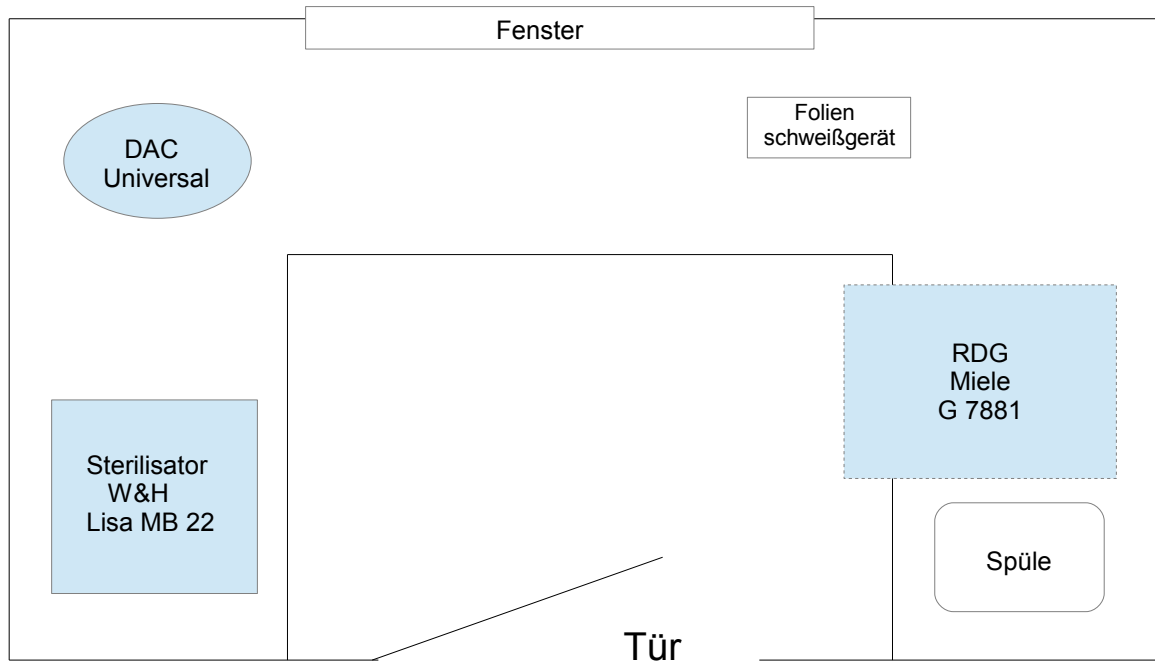 Fenster
DAC
Universal
Folien
schweißgerät
RDG
Miele
G 7881
Sterilisator
W&H
Lisa MB 22
Spüle
Tür